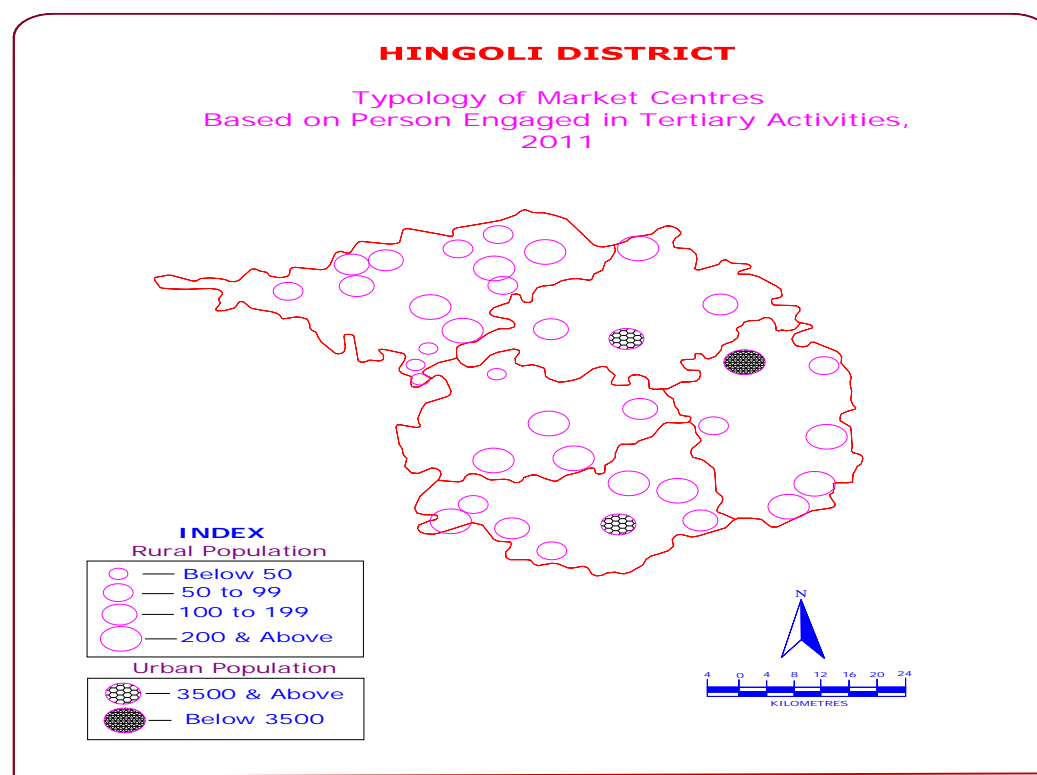 HINGOLI DISTRICT
Typology of Market Centres
Based on Person Engaged in Tertiary Activities,
2011
INDEX
Rural Population
Below 50
50 to 99
100 to 199
200 & Above
Urban Population
3500 & Above
Below 3500
N
4 0 4 8 12 16 20 24
KILOMETRES